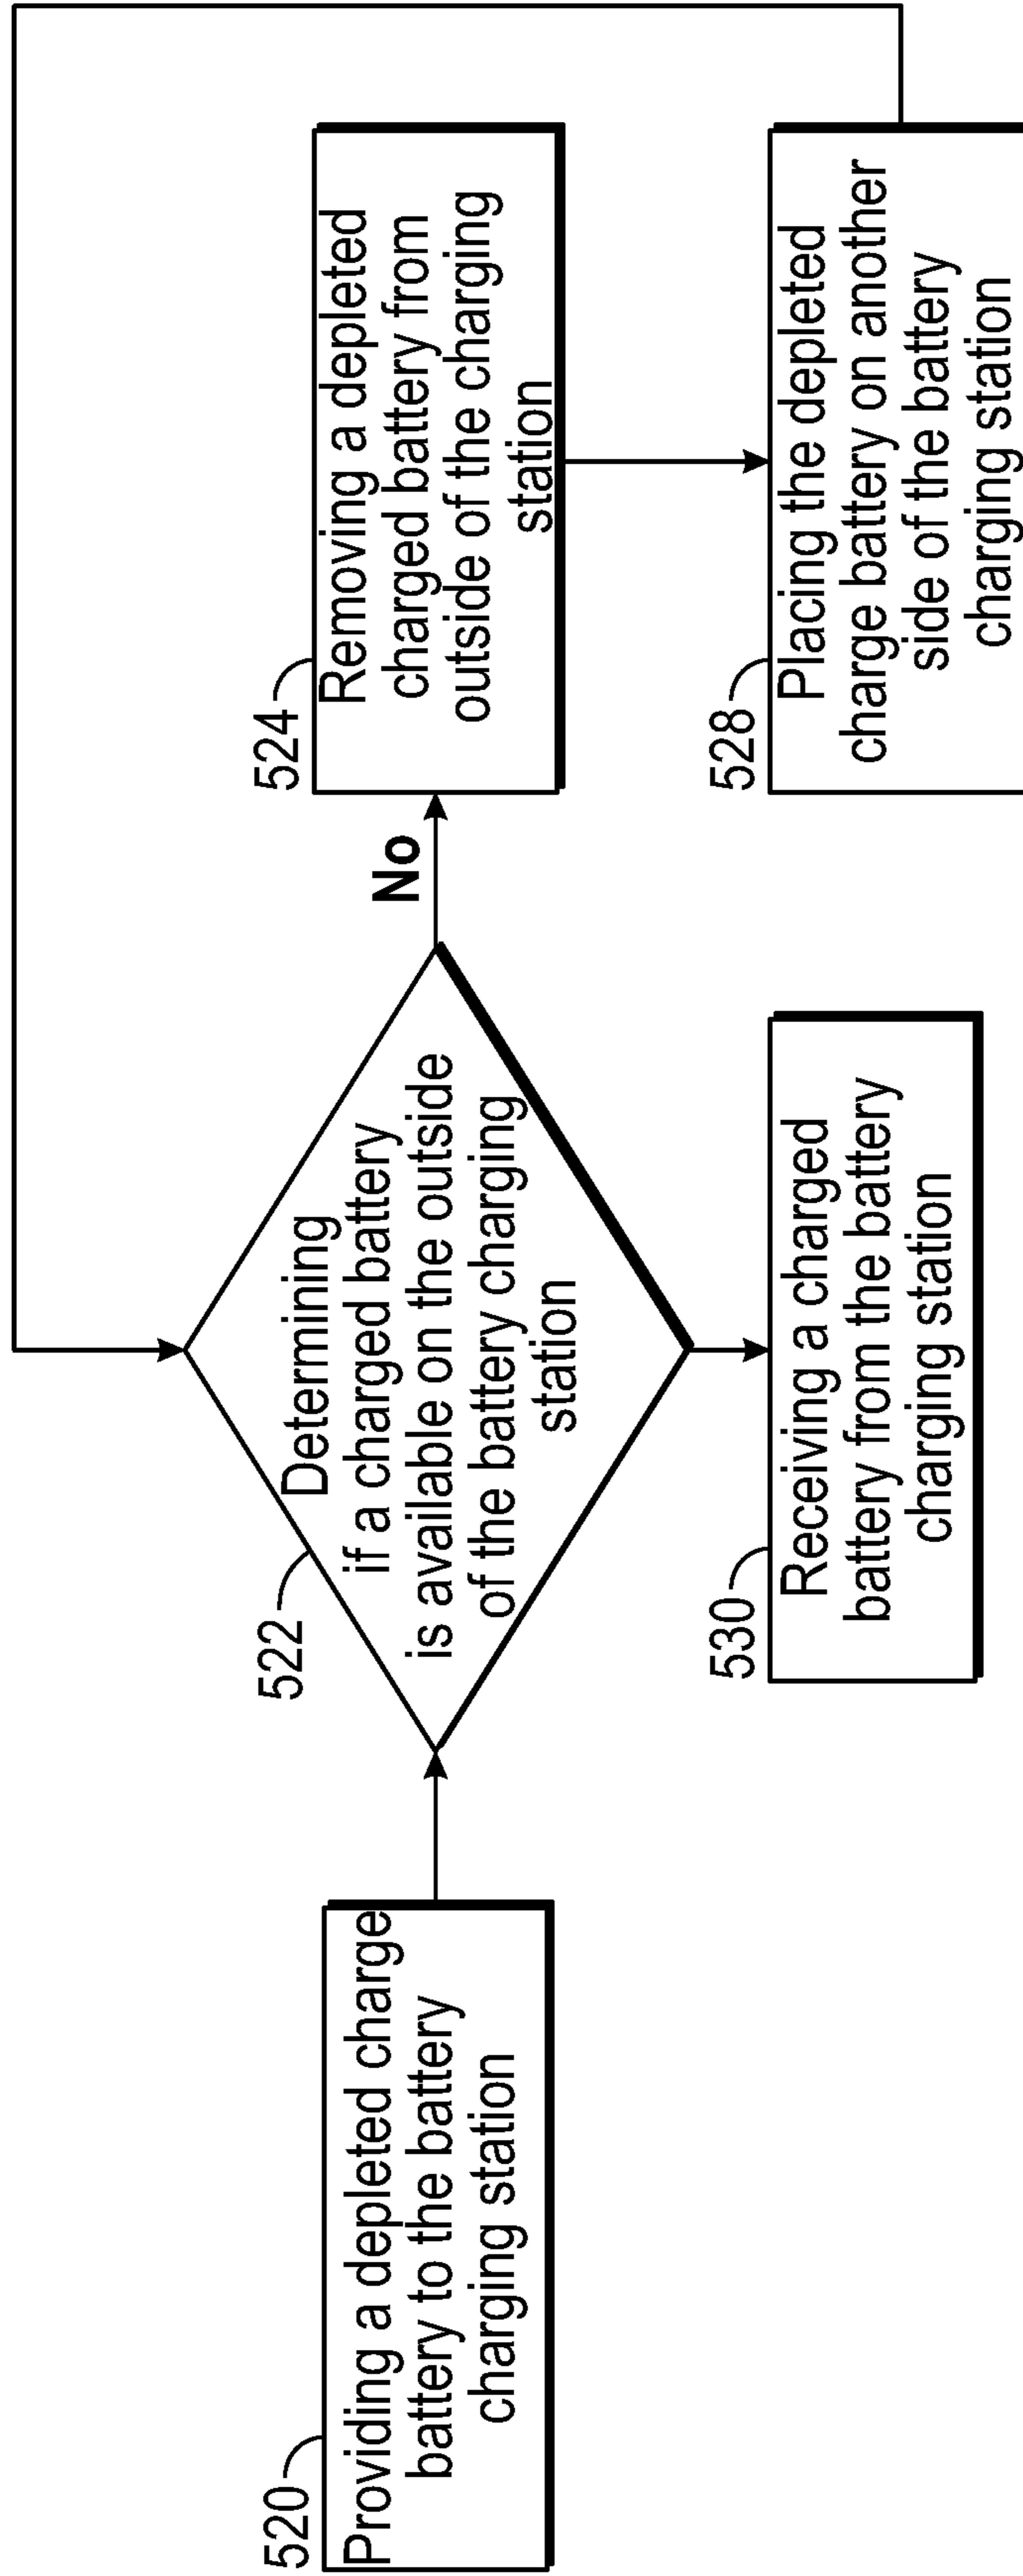 520
Providing a depleted charge
battery to the battery
charging station
522
Determining
if a charged battery
is available on the outside
of the battery charging
station
No
524
Removing a depleted
charged battery from
outside of the charging
station
528
Placing the depleted
charge battery on another
side of the battery
charging station
530
Receiving a charged
battery from the battery
charging station